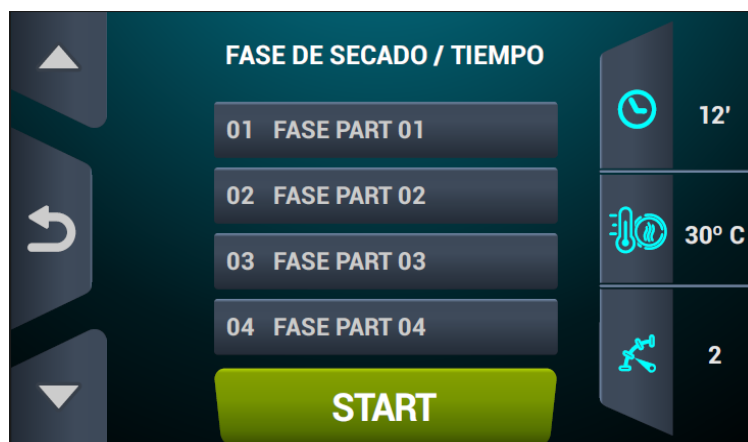 FASE DE SECADO / TIEMPO
01 FASE PART 01
02 FASE PART 02
03 FASE PART 03
04 FASE PART 04
START
12'
30º C
2